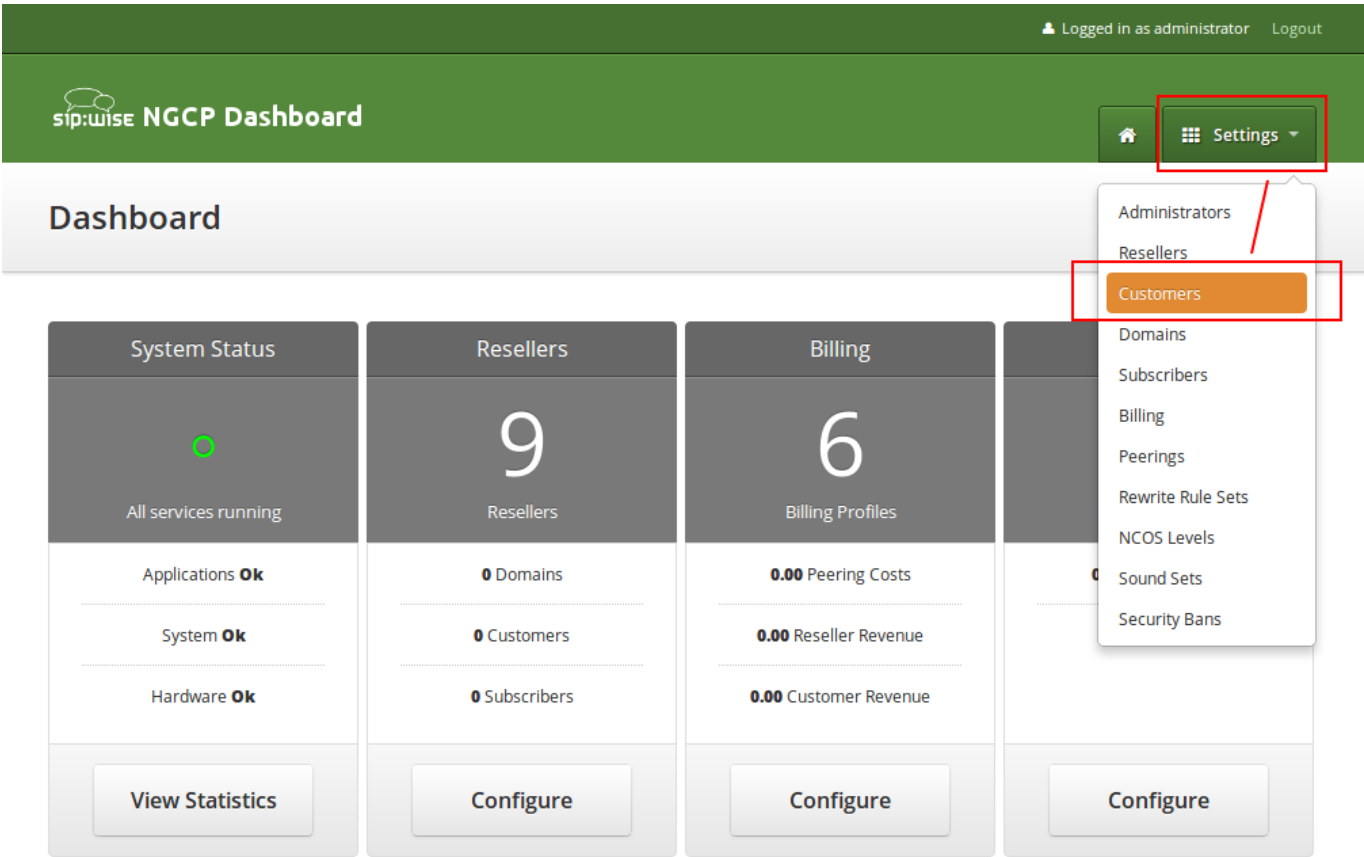 Logged in as administrator Logout
sip:wise NGCP Dashboard
Settings
Dashboard
Administrators
Resellers
Customers
Domains
Subscribers
Billing
Peerings
Rewrite Rule Sets
NCOS Levels
Sound Sets
Security Bans
System Status
All services running
Applications Ok
System Ok
Hardware Ok
View Statistics
Resellers
9
Resellers
0 Domains
0 Customers
0 Subscribers
Configure
Billing
6
Billing Profiles
0.00 Peering Costs
0.00 Reseller Revenue
0.00 Customer Revenue
Configure
Configure